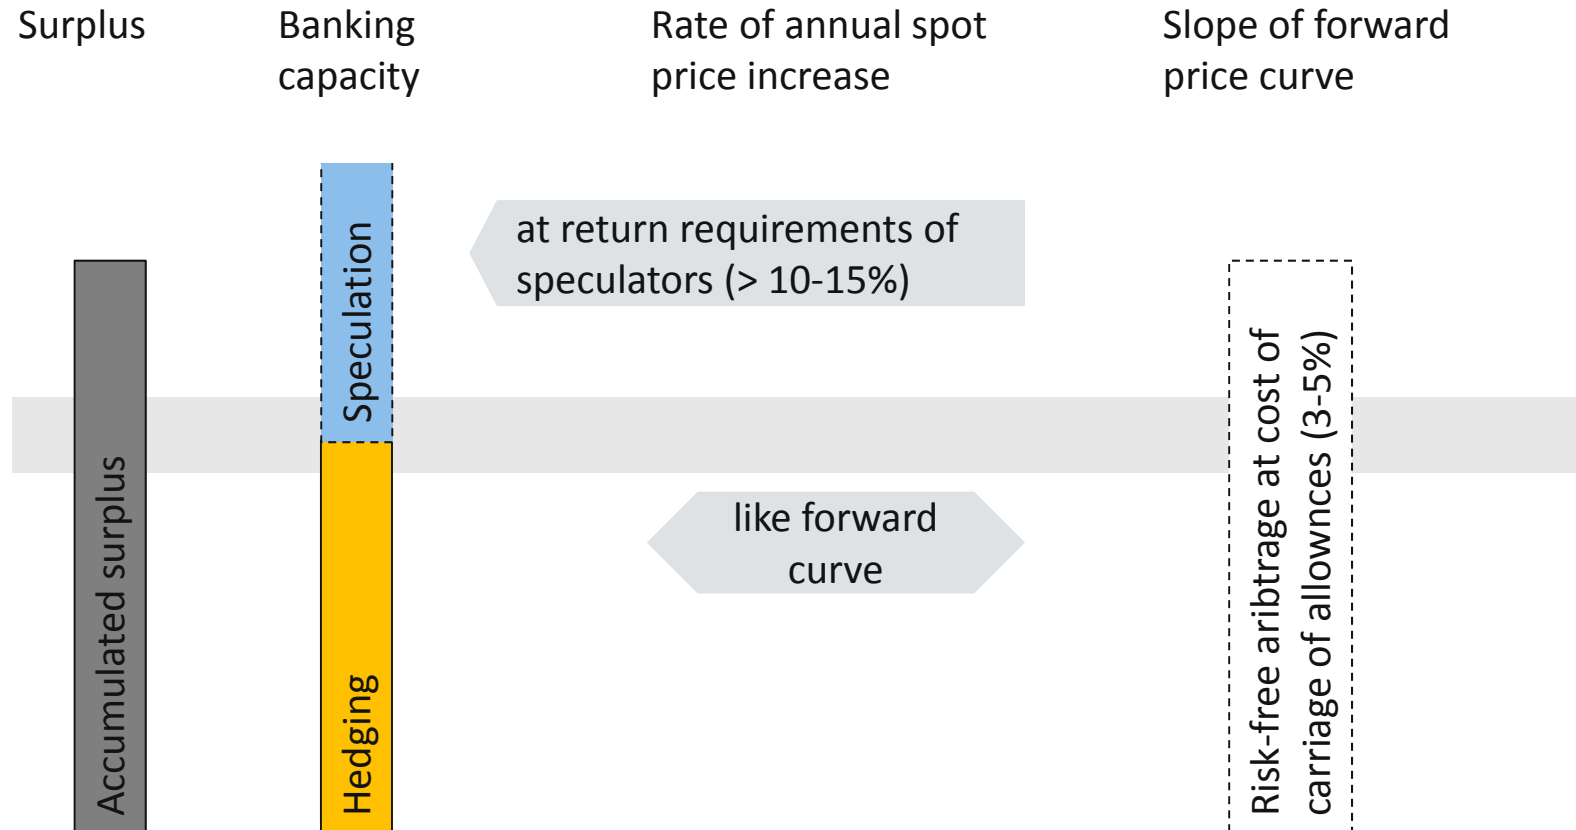 Surplus
Banking
capacity
Rate of annual spot
price increase
Slope of forward
price curve
Accumulated surplus
Speculation
Hedging
at return requirements of
speculators (> 10-15%)
like forward
curve
Risk-free aribtrage at cost of
carriage of allownces (3-5%)